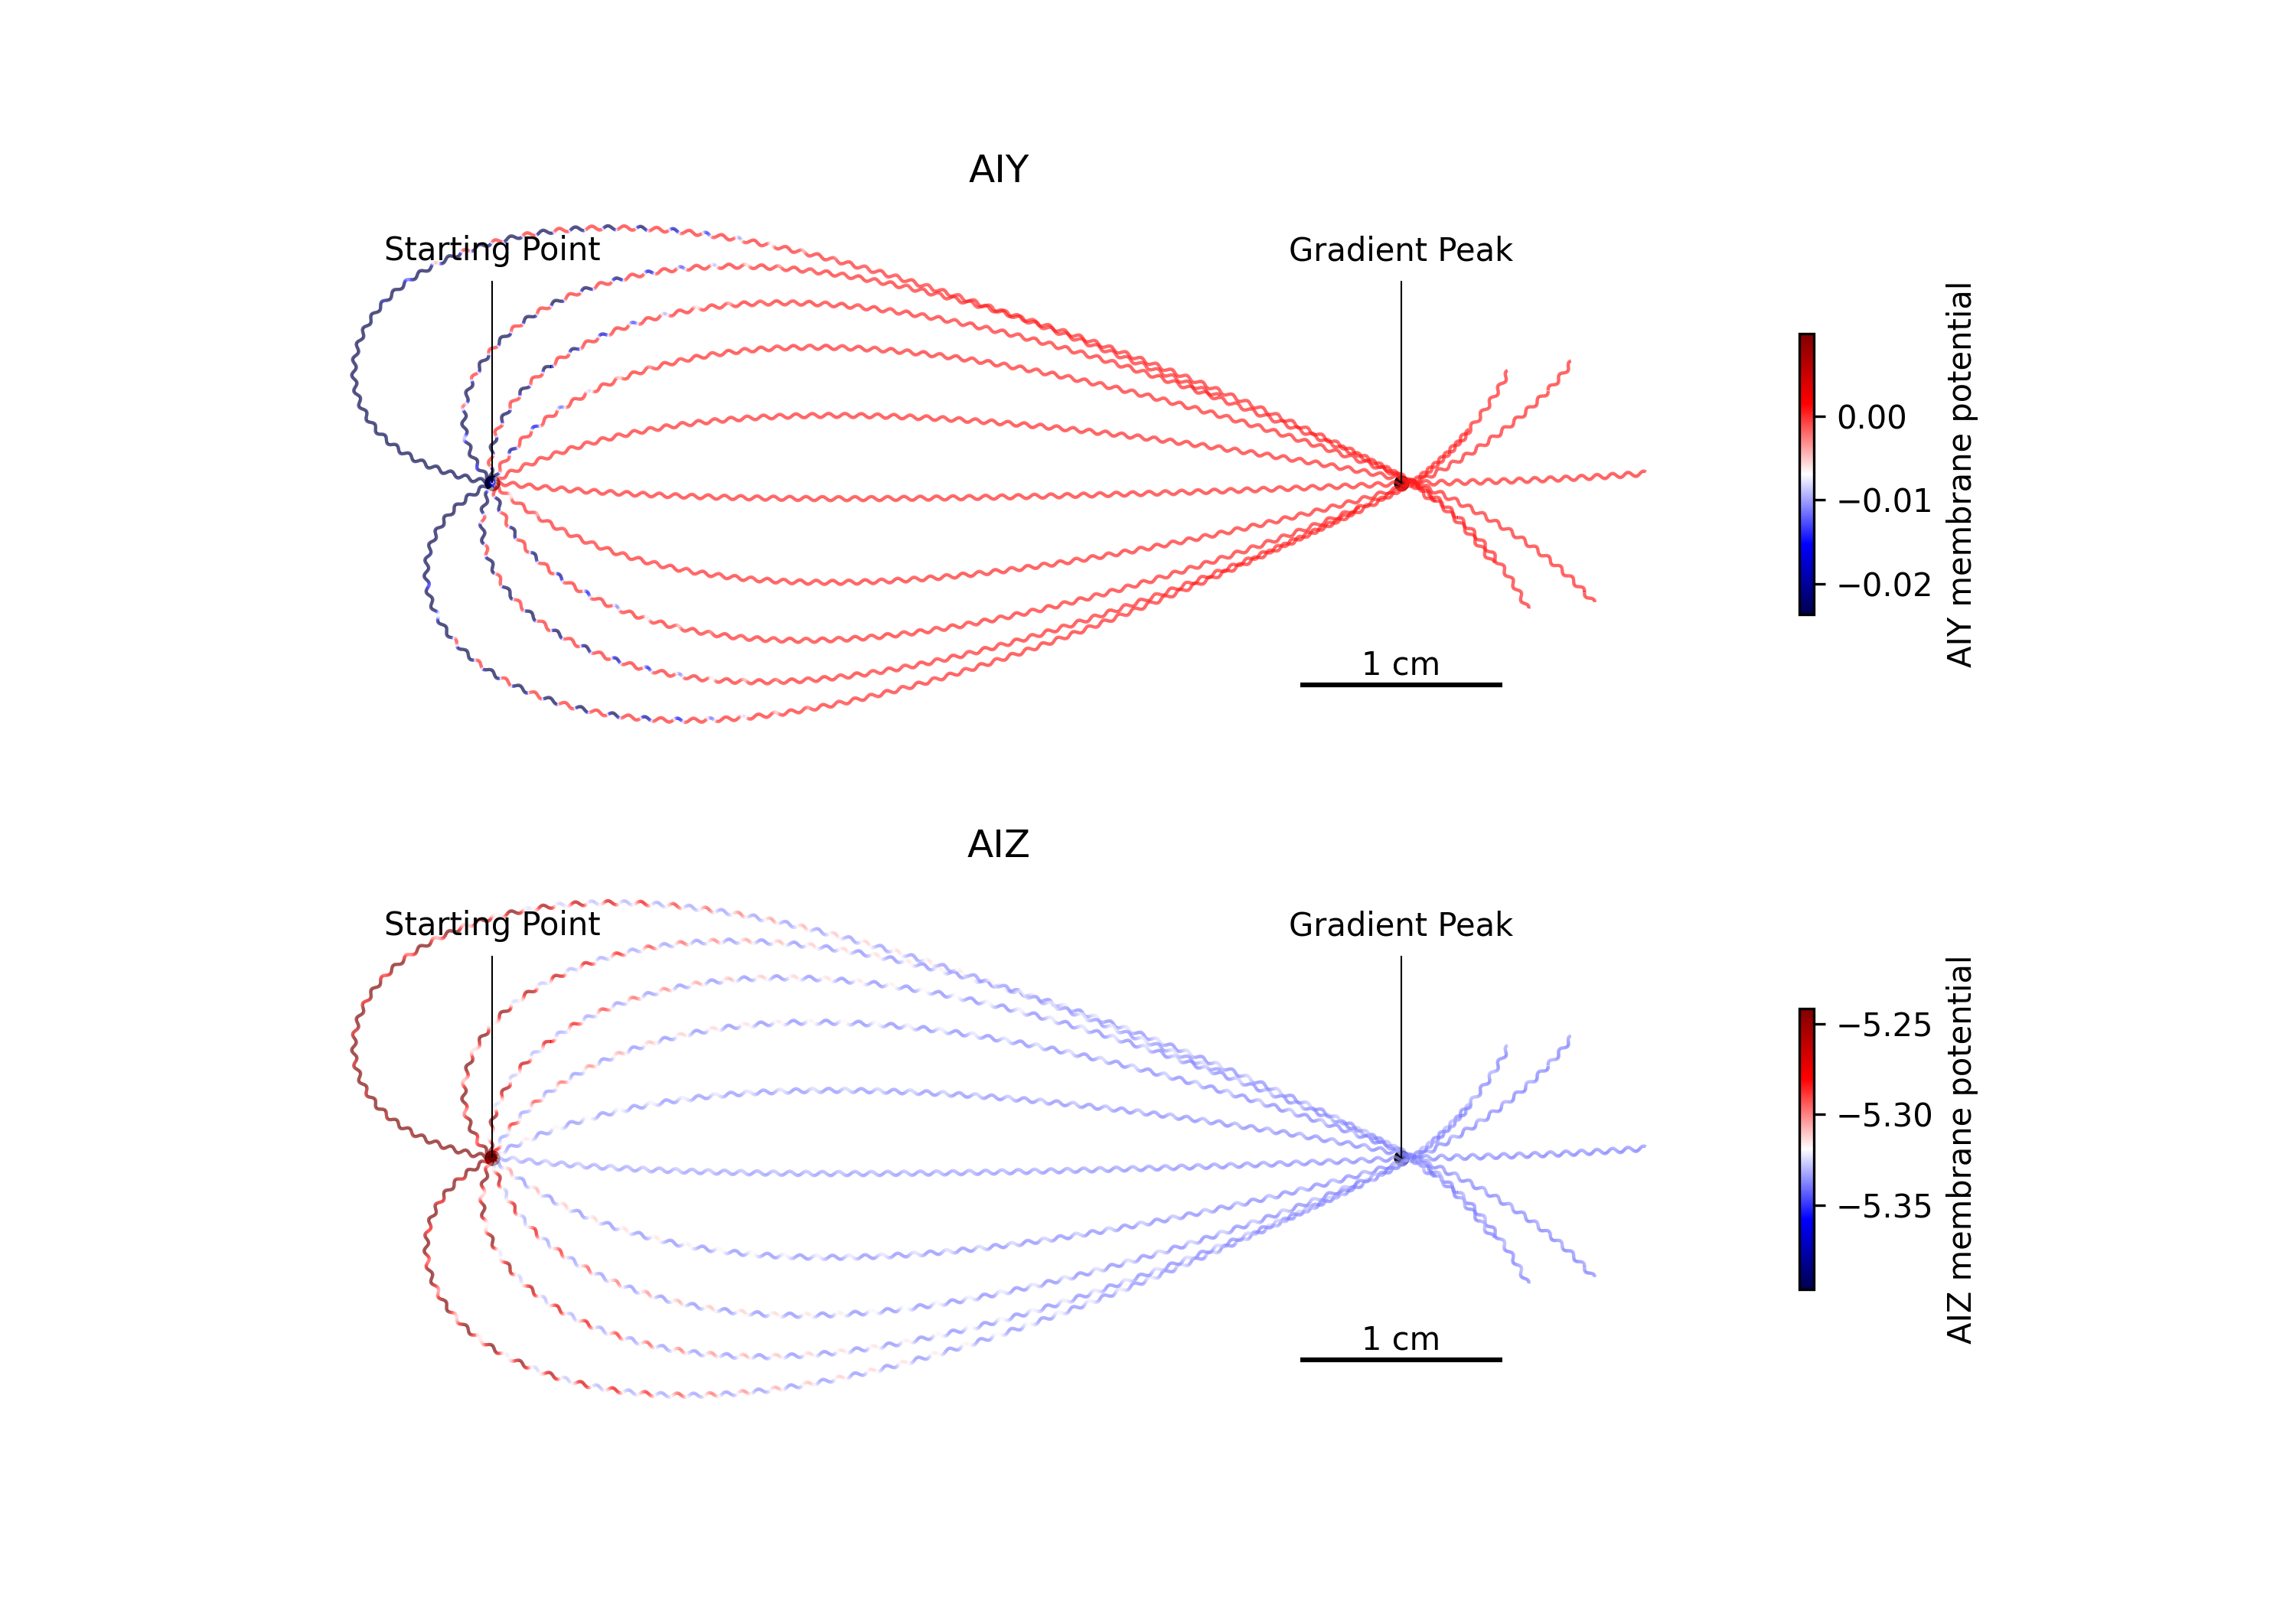 AIY
Starting Point
Gradient Peak
0.00
−0.01
−0.02
AIY membrane potential
1 cm
AIZ
Starting Point
Gradient Peak
−5.25
−5.30
−5.35
AIZ membrane potential
1 cm